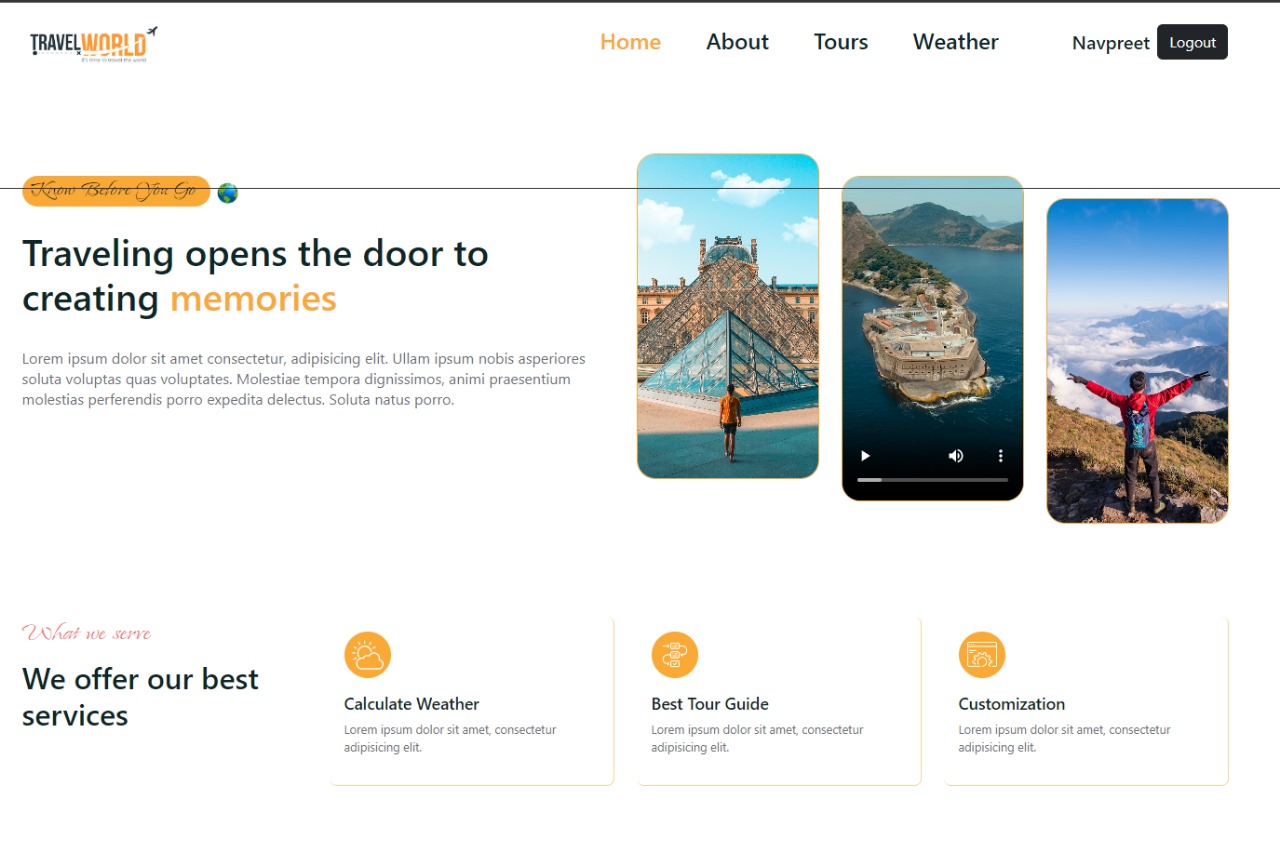 TRAVELWORLD
It's time to travel the world
Home
About
Tours
Weather
Navpreet
Logout
Know Before You Go
Traveling opens the door to
creating memories
Lorem ipsum dolor sit amet consectetur, adipisicing elit. Ullam ipsum nobis asperiores
soluta voluptas quas voluptates. Molestiae tempora dignissimos, animi praesentium
molestias perferendis porro expedita delectus. Soluta natus porro.
What we serve
We offer our best
services
Calculate Weather
Lorem ipsum dolor sit amet, consectetur
adipisicing elit.
Best Tour Guide
Lorem ipsum dolor sit amet, consectetur
adipisicing elit.
Customization
Lorem ipsum dolor sit amet, consectetur
adipisicing elit.